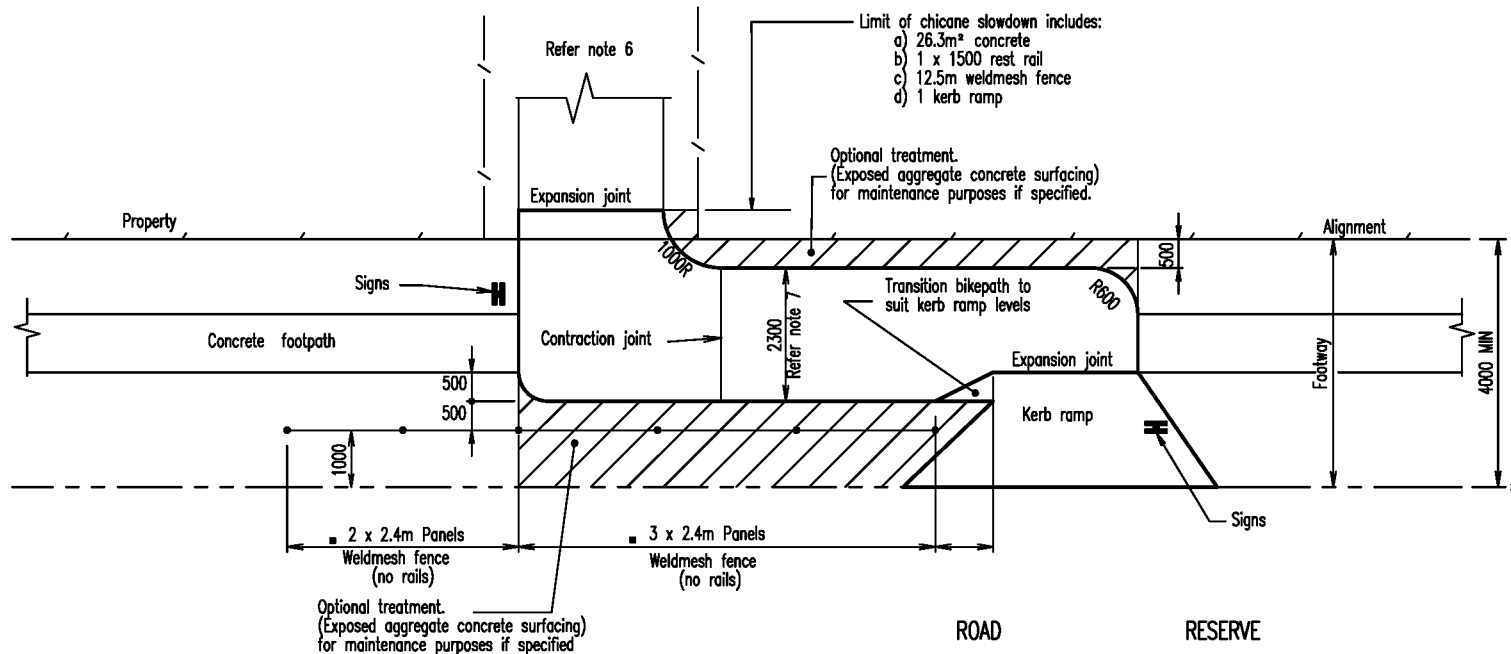 Limit of chicane slowdown includes:
a) 26.3m² concrete
b) 1 x 1500 rest rail
c) 12.5m weldmesh fence
d) 1 kerb ramp
Refer note 6
Optional treatment.
(Exposed aggregate concrete surfacing)
for maintenance purposes if specified.
Expansion joint
Property
Alignment
1000R
500
Signs
Transition bikepath to
suit kerb ramp levels
R600
2300
Refer note 7
Concrete footpath
Contraction joint
Expansion joint
Footway
4000 MIN
500
500
Kerb ramp
1000
Signs
2 x 2.4m Panels
Weldmesh fence
(no rails)
3 x 2.4m Panels
Weldmesh fence
(no rails)
Optional treatment.
(Exposed aggregate concrete surfacing)
for maintenance purposes if specified
ROAD RESERVE